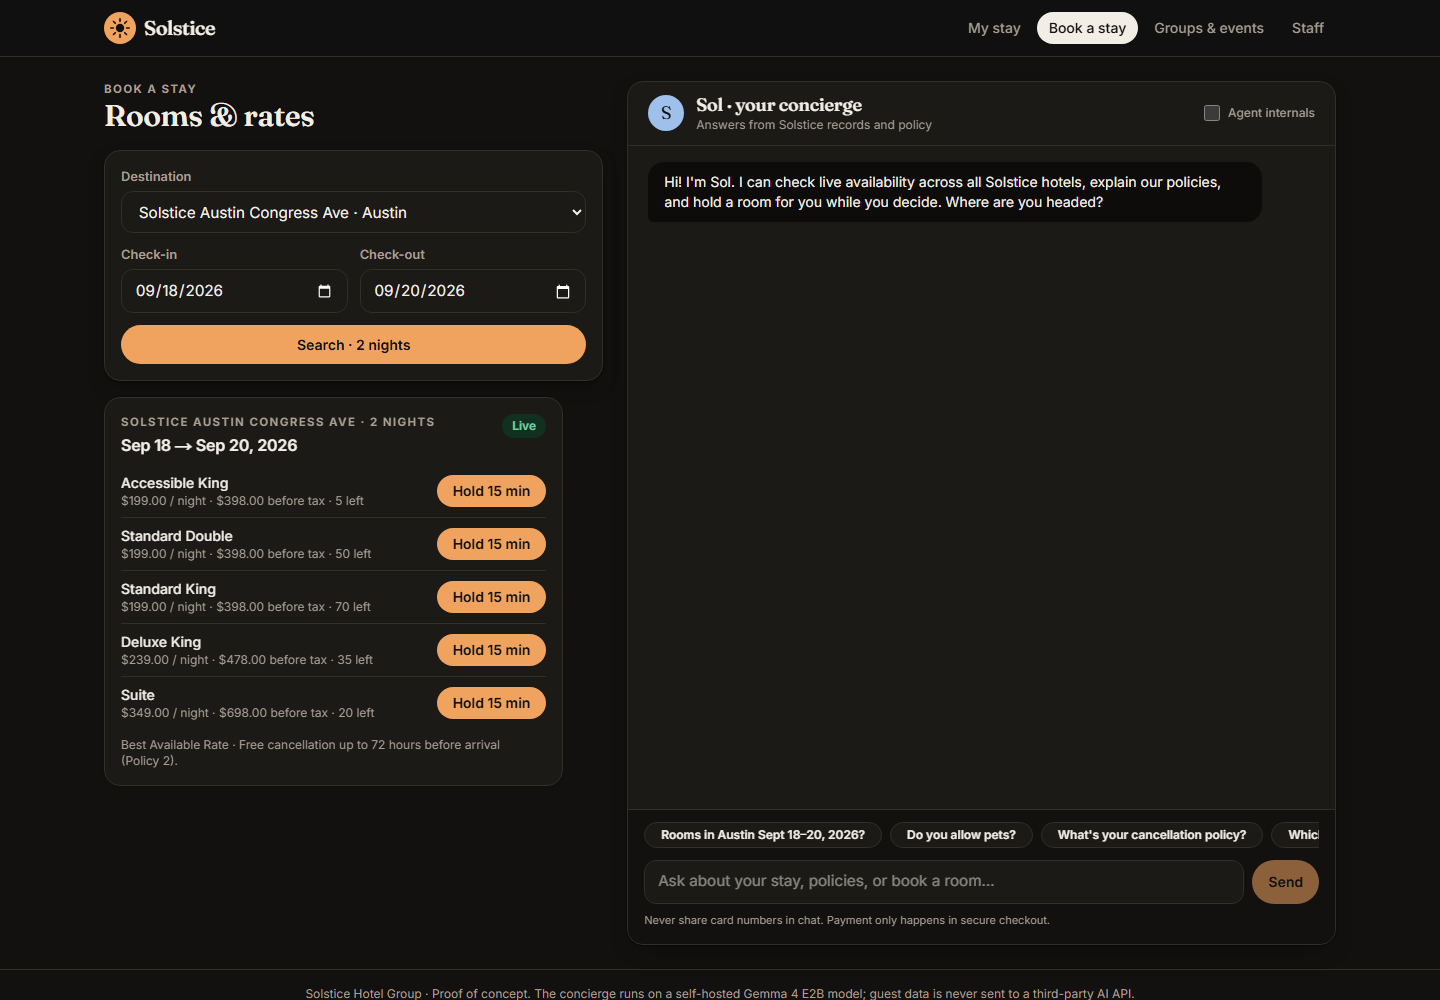 Solstice
My stay
Book a stay
Groups & events
Staff
BOOK A STAY
Rooms & rates
Destination
Solstice Austin Congress Ave · Austin
Check-in
Check-out
09/18/2026
09/20/2026
Search · 2 nights
SOLSTICE AUSTIN CONGRESS AVE · 2 NIGHTS
Live
Sep 18 → Sep 20, 2026
Accessible King
$199.00 / night · $398.00 before tax · 5 left
Hold 15 min
Standard Double
$199.00 / night · $398.00 before tax · 50 left
Hold 15 min
Standard King
$199.00 / night · $398.00 before tax · 70 left
Hold 15 min
Deluxe King
$239.00 / night · $478.00 before tax · 35 left
Hold 15 min
Suite
$349.00 / night · $698.00 before tax · 20 left
Hold 15 min
Best Available Rate · Free cancellation up to 72 hours before arrival
(Policy 2).
S
Sol · your concierge
Answers from Solstice records and policy
Agent internals
Hi! I'm Sol. I can check live availability across all Solstice hotels, explain our policies,
and hold a room for you while you decide. Where are you headed?
Rooms in Austin Sept 18–20, 2026?
Do you allow pets?
What's your cancellation policy?
Ask about your stay, policies, or book a room...
Send
Never share card numbers in chat. Payment only happens in secure checkout.
Solstice Hotel Group · Proof of concept. The concierge runs on a self-hosted Gemma 4 E2B model; guest data is never sent to a third-party AI API.